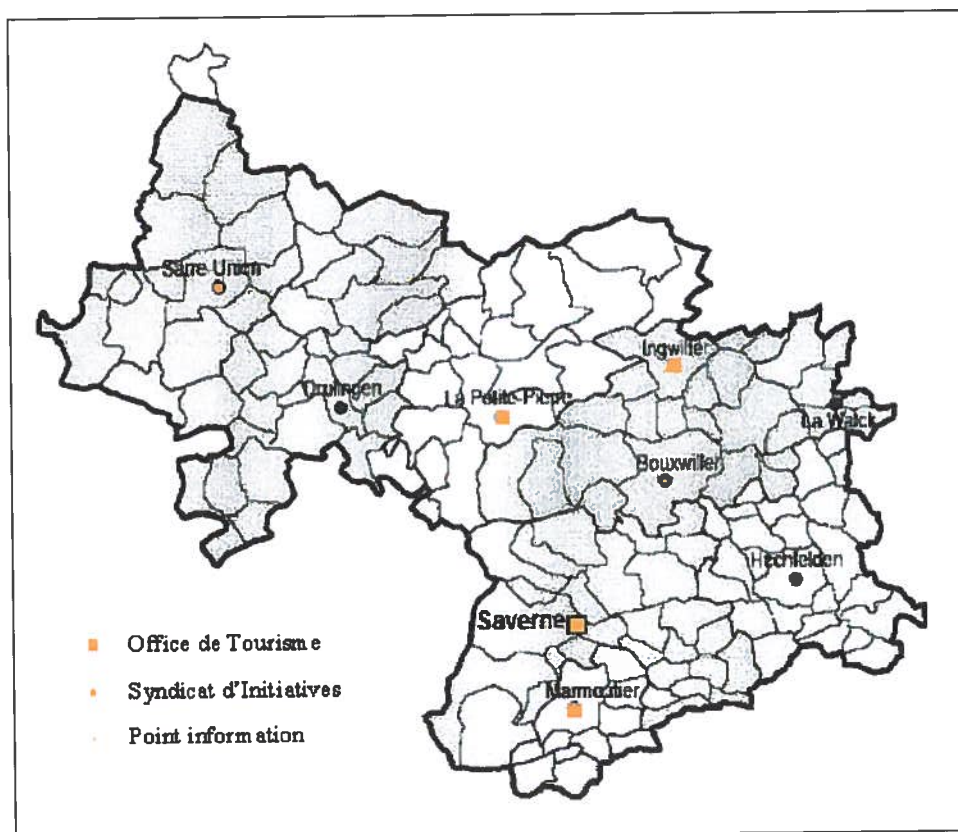 Sarre Union
Ingwiller
Drulingen
La Petite-Pierre
La Walck
Bouxwiller
Hochfelden
Saverne
Office de Tourisme
Syndicat d'Initiatives
Marmoutier
Point information